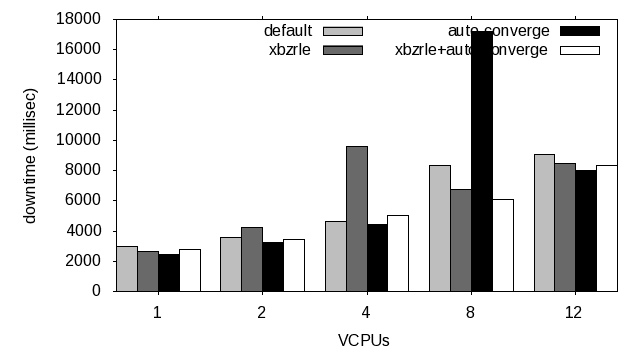 18000
16000
14000
12000
10000
8000
6000
4000
2000
0
downtime (millisec)
default
xbzrle
auto converge
xbzrle+auto converge
1 2 4 8 12
VCPUs